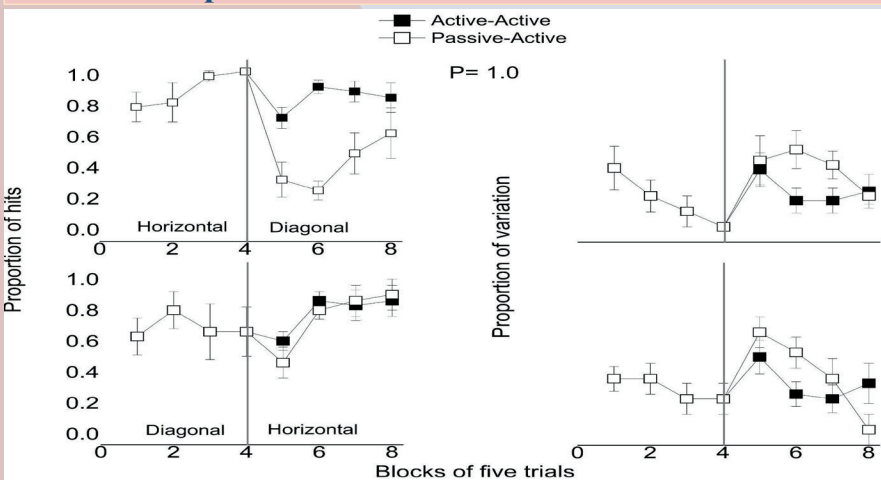 Active-Active
Passive-Active
P= 1.0
Proportion of hits
1.0
0.8
0.6
0.4
0.2
0.0
Horizontal
Diagonal
0 2 4 6 8
1.0
0.8
0.6
0.4
0.2
0.0
Diagonal
Horizontal
0 2 4 6 8
Proportion of variation
0 2 4 6 8
Blocks of five trials